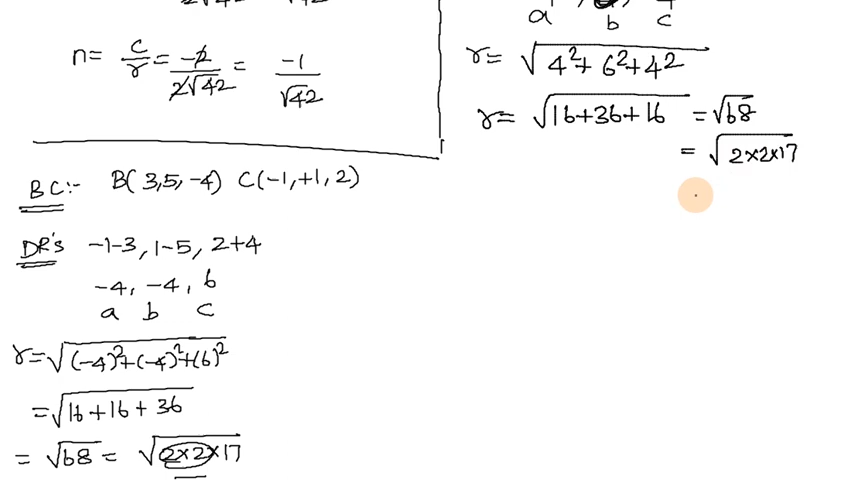 n = c/r = -2/2√42 = -1/√42
BC:- B(3,5,-4) C(-1,+1,2)
DR's -1-3, 1-5, 2+4
-4, -4, 6
a b c
r = √(-4)²+(-4)²+(6)²
= √16+16+36
= √68 = √2×2×17
a b c
r = √4²+6²+4²
r = √16+36+16 = √68
= √2×2×17